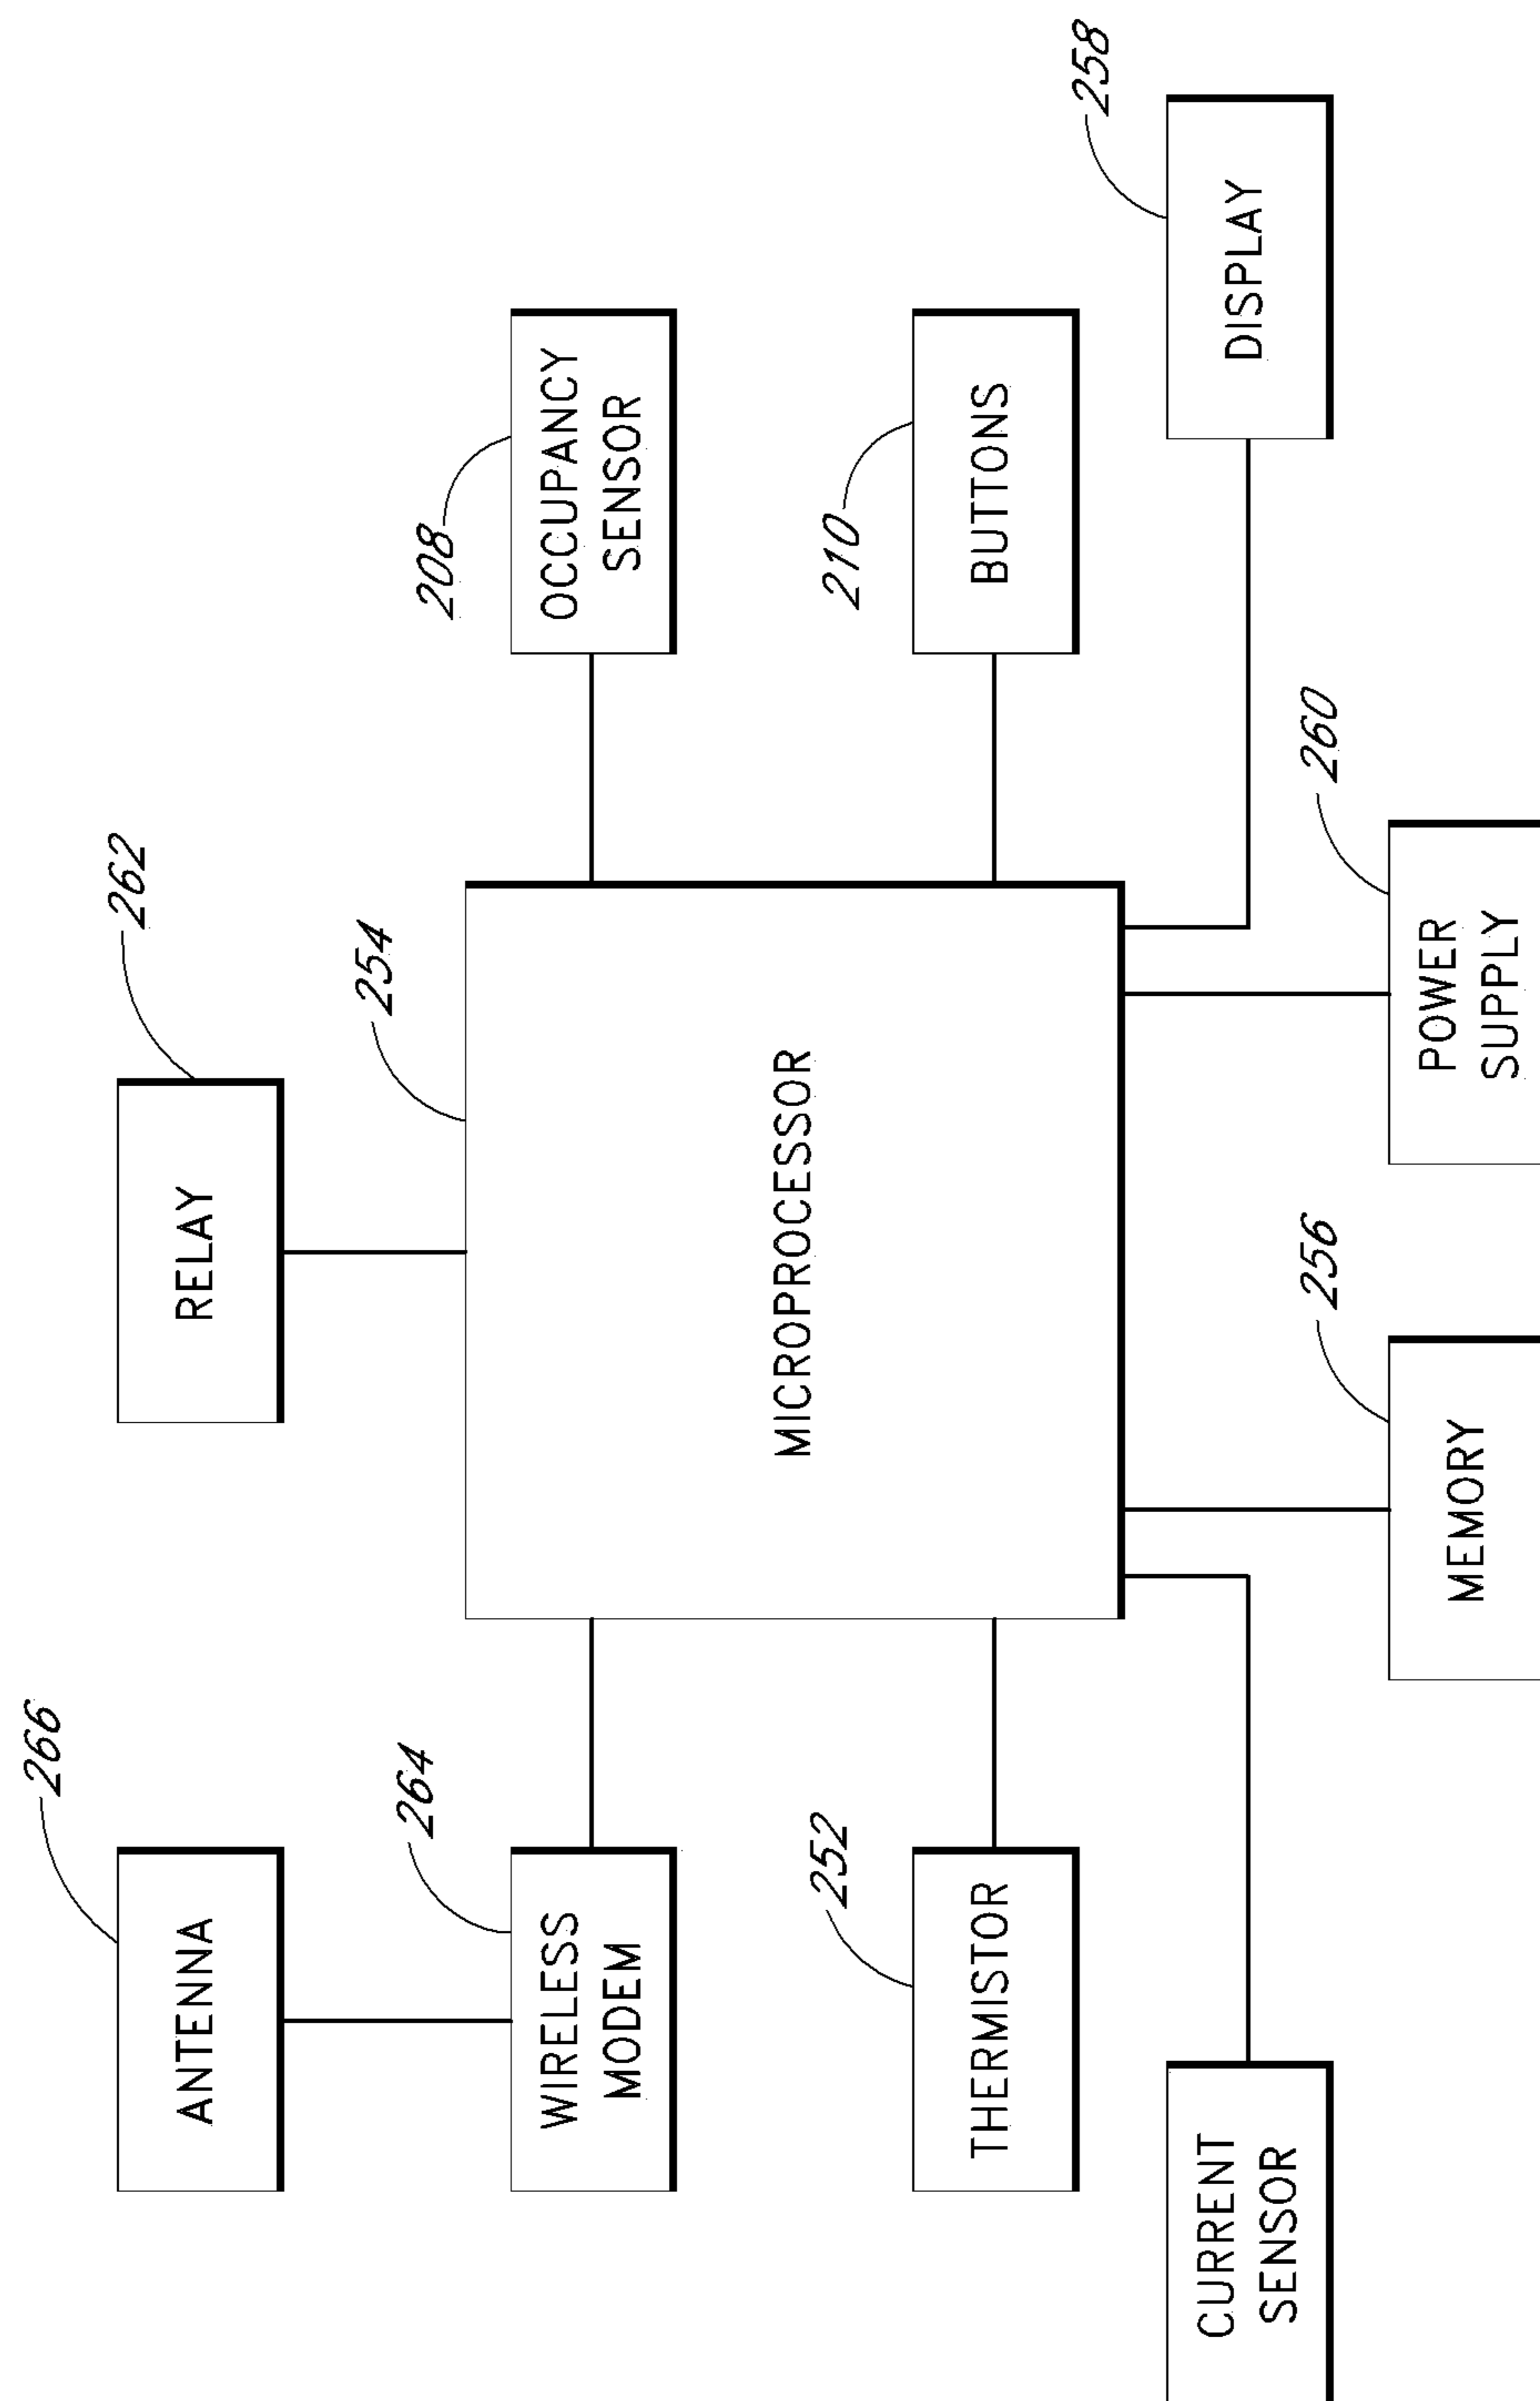 266
ANTENNA
262
RELAY
264
WIRELESS
MODEM
254
208
OCCUPANCY
SENSOR
MICROPROCESSOR
252
THERMISTOR
210
BUTTONS
CURRENT
SENSOR
258
DISPLAY
256
MEMORY
260
POWER
SUPPLY